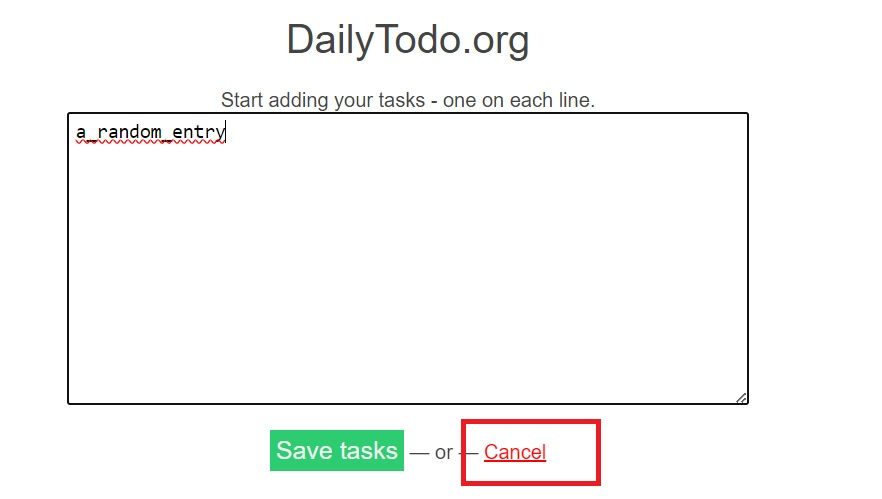 DailyTodo.org
Start adding your tasks - one on each line.
a_random_entry
Save tasks — or — Cancel